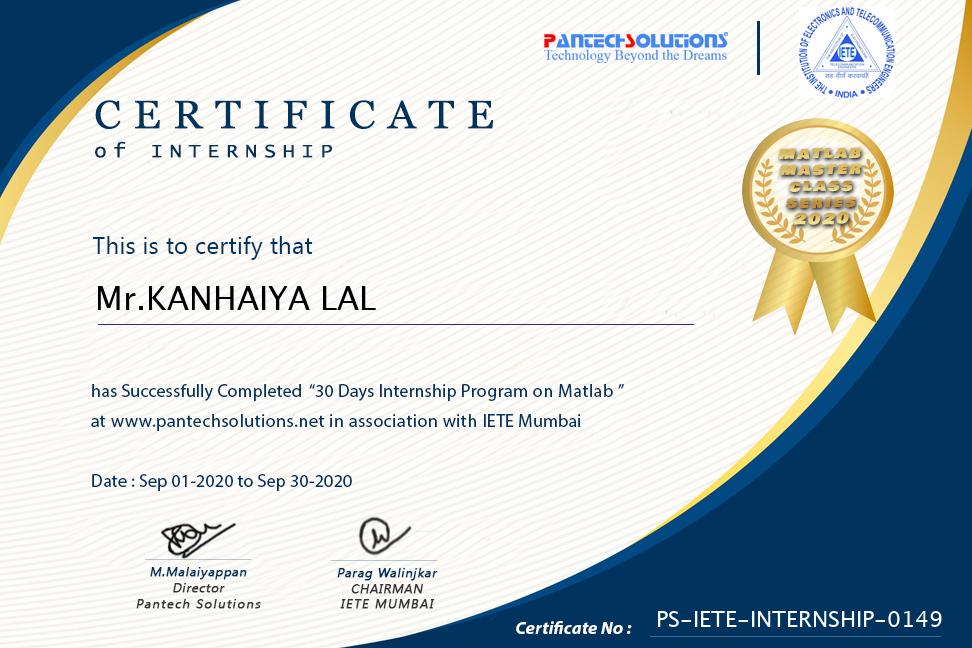 PANTECHSOLUTIONS
Technology Beyond the Dreams
THE INSTITUTION OF ELECTRONICS AND TELECOMMUNICATION ENGINEERS
• INDIA •
IETE
CERTIFICATE
of INTERNSHIP
MATLAB
MASTER
CLASS
SERIES
2020
This is to certify that
Mr.KANHAIYA LAL
has Successfully Completed “30 Days Internship Program on Matlab ”
at www.pantechsolutions.net in association with IETE Mumbai
Date : Sep 01-2020 to Sep 30-2020
M.Malaiyappan
Director
Pantech Solutions
Parag Walinjkar
CHAIRMAN
IETE MUMBAI
Certificate No : PS-IETE-INTERNSHIP-0149